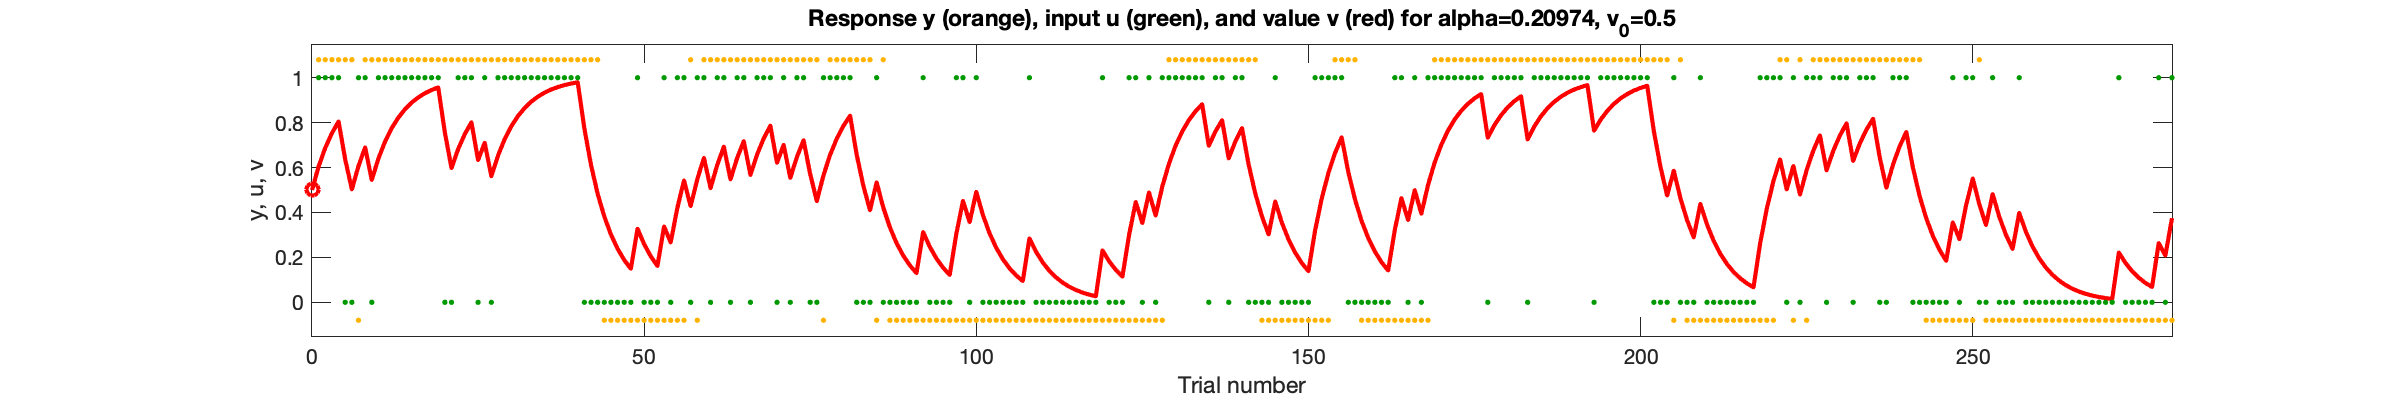 Response y (orange), input u (green), and value v (red) for alpha=0.20974, v_0=0.5
y, u, v
1
0.8
0.6
0.4
0.2
0
0 50 100 150 200 250
Trial number